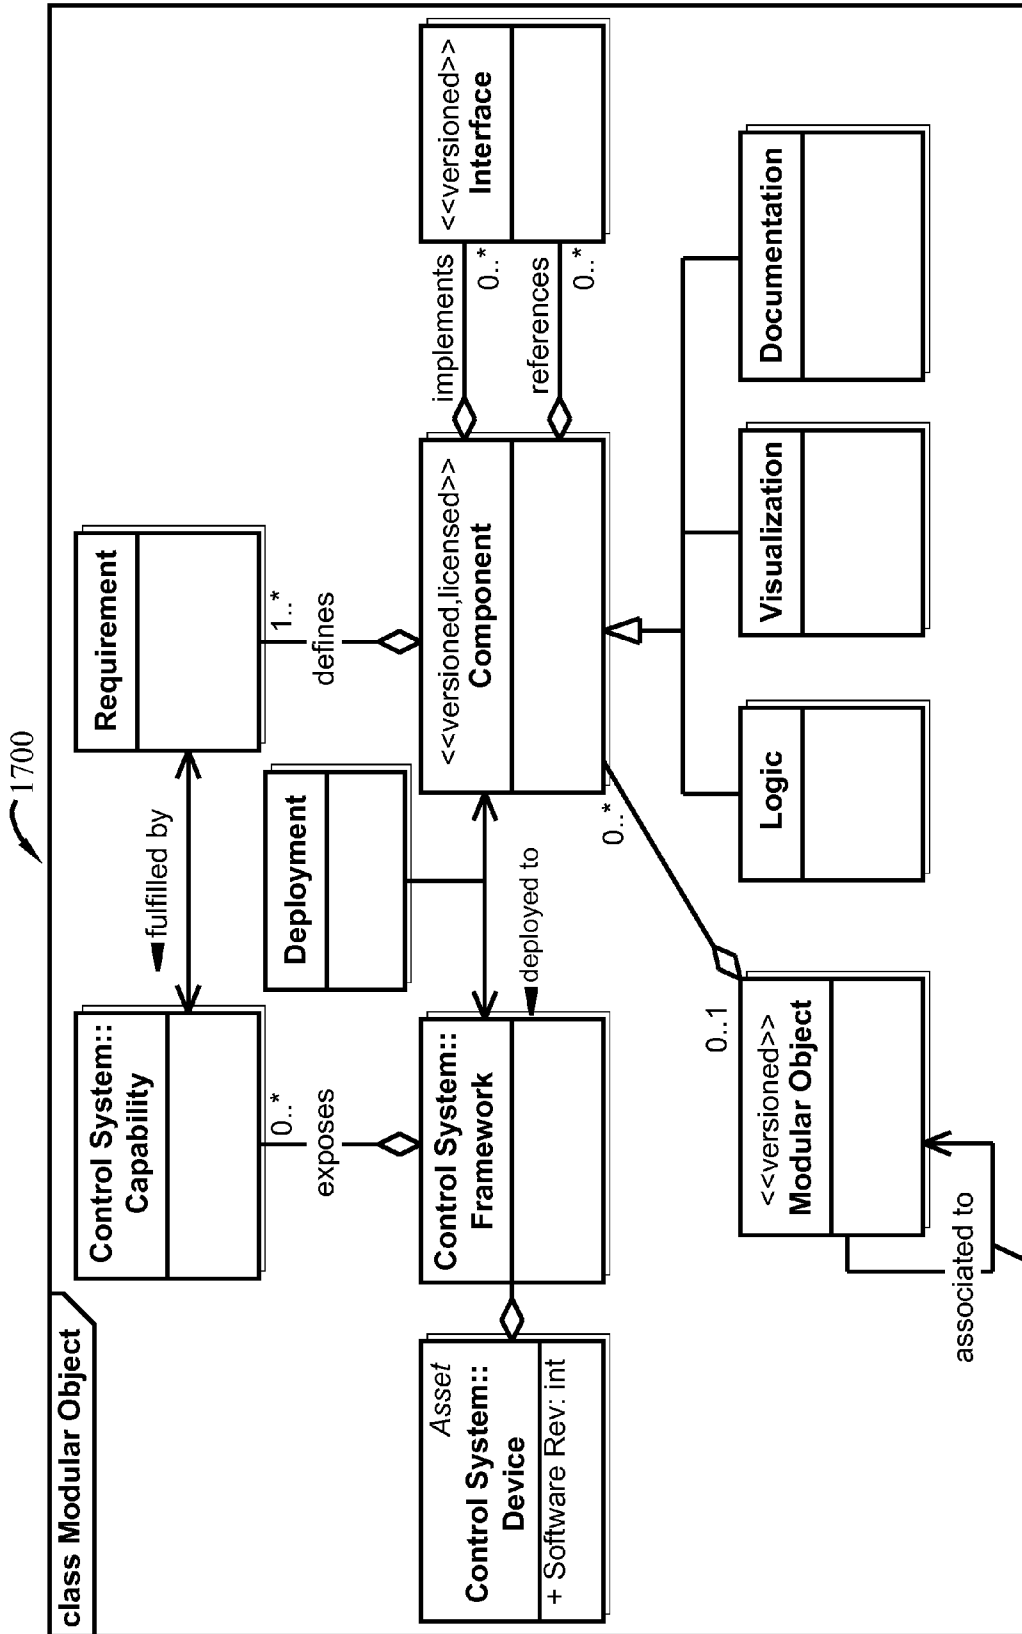 1700
class Modular Object
Control System::
Capability
fulfilled by
Requirement
0..*
exposes
1..*
defines
Deployment
Asset
Control System::
Device
+ Software Rev: int
Control System::
Framework
deployed to
<<versioned,licensed>>
Component
implements
0..*
references
0..*
<<versioned>>
Interface
0..*
0..1
<<versioned>>
Modular Object
associated to
Logic
Visualization
Documentation